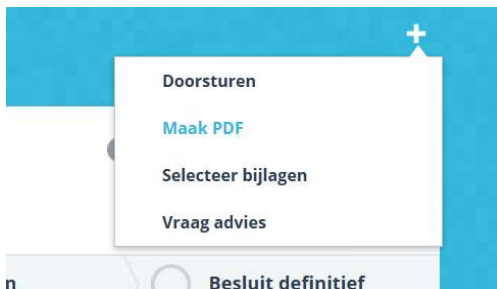 +
Doorsturen
Maak PDF
Selecteer bijlagen
Vraag advies
n
Besluit definitief